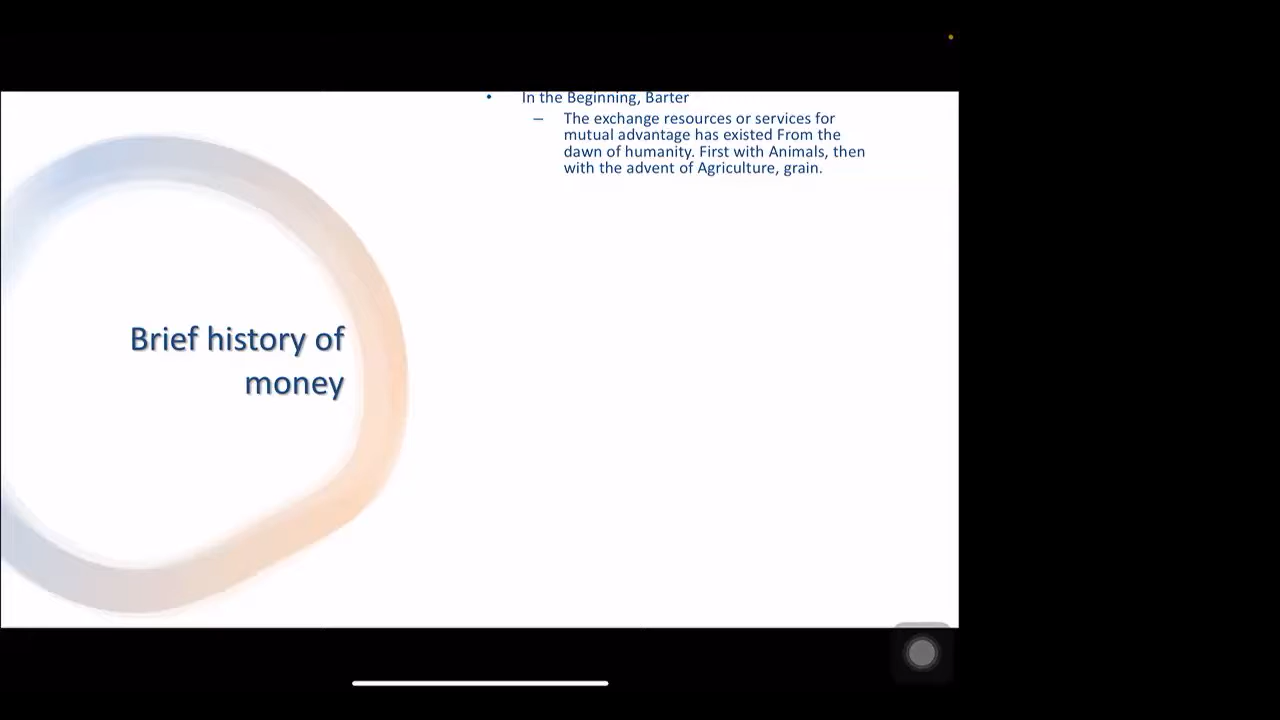 Brief history of
money
• In the Beginning, Barter
– The exchange resources or services for
mutual advantage has existed From the
dawn of humanity. First with Animals, then
with the advent of Agriculture, grain.